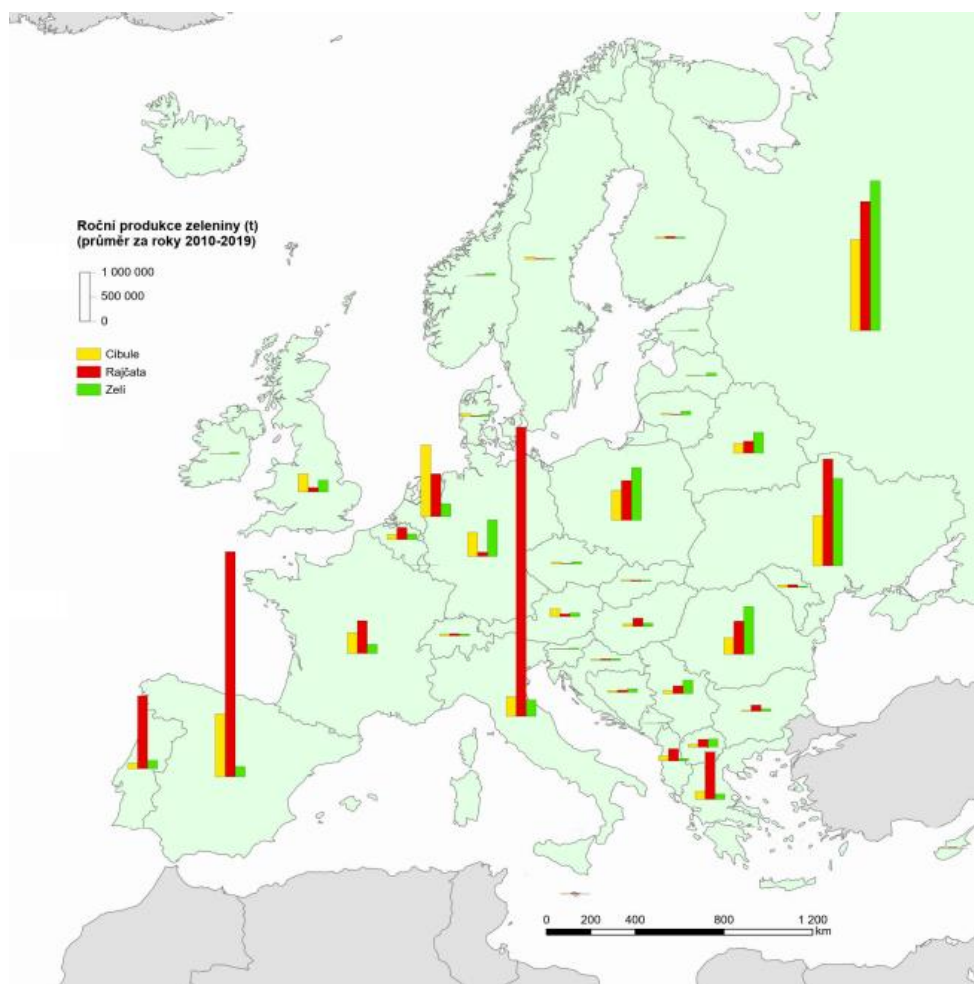 Roční produkce zeleniny (t)
(průměr za roky 2010-2019)
1 000 000
500 000
0
Cibule
Rajčata
Zelí
0 200 400 800 1 200
km